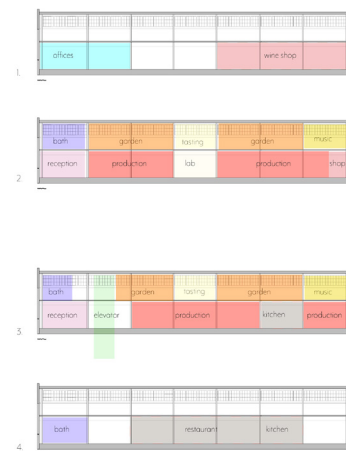 offices wine shop
1.
bath garden tasting garden music
reception production lab production shop
2.
bath garden tasting garden music
reception elevator production kitchen production
3.
bath restaurant kitchen
4.